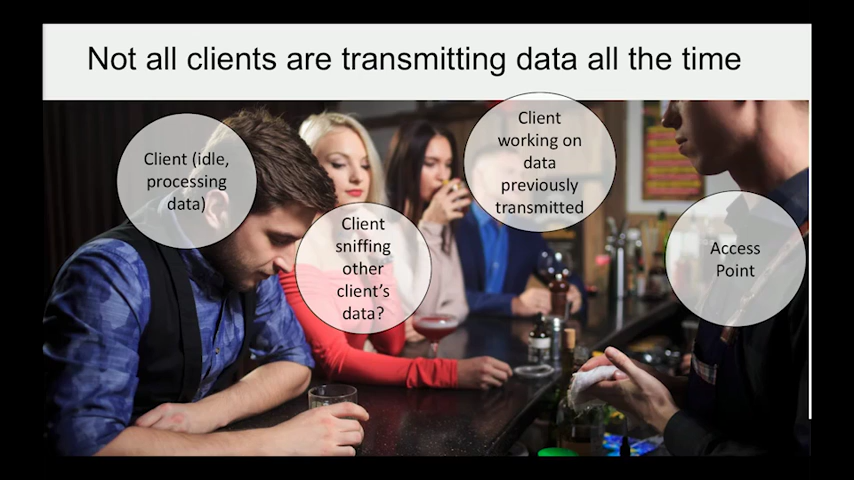 Not all clients are transmitting data all the time
Client (idle,
processing
data)
Client
sniffing
other
client's
data?
Client
working on
data
previously
transmitted
Access
Point